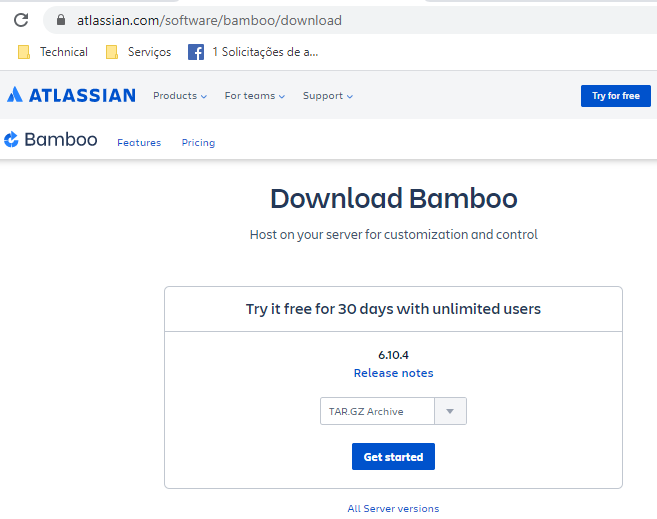 atlassian.com/software/bamboo/download
Technical Serviços 1 Solicitações de a...
ATLASSIAN Products For teams Support Try for free
Bamboo Features Pricing
Download Bamboo
Host on your server for customization and control
Try it free for 30 days with unlimited users
6.10.4
Release notes
TAR.GZ Archive
Get started
All Server versions